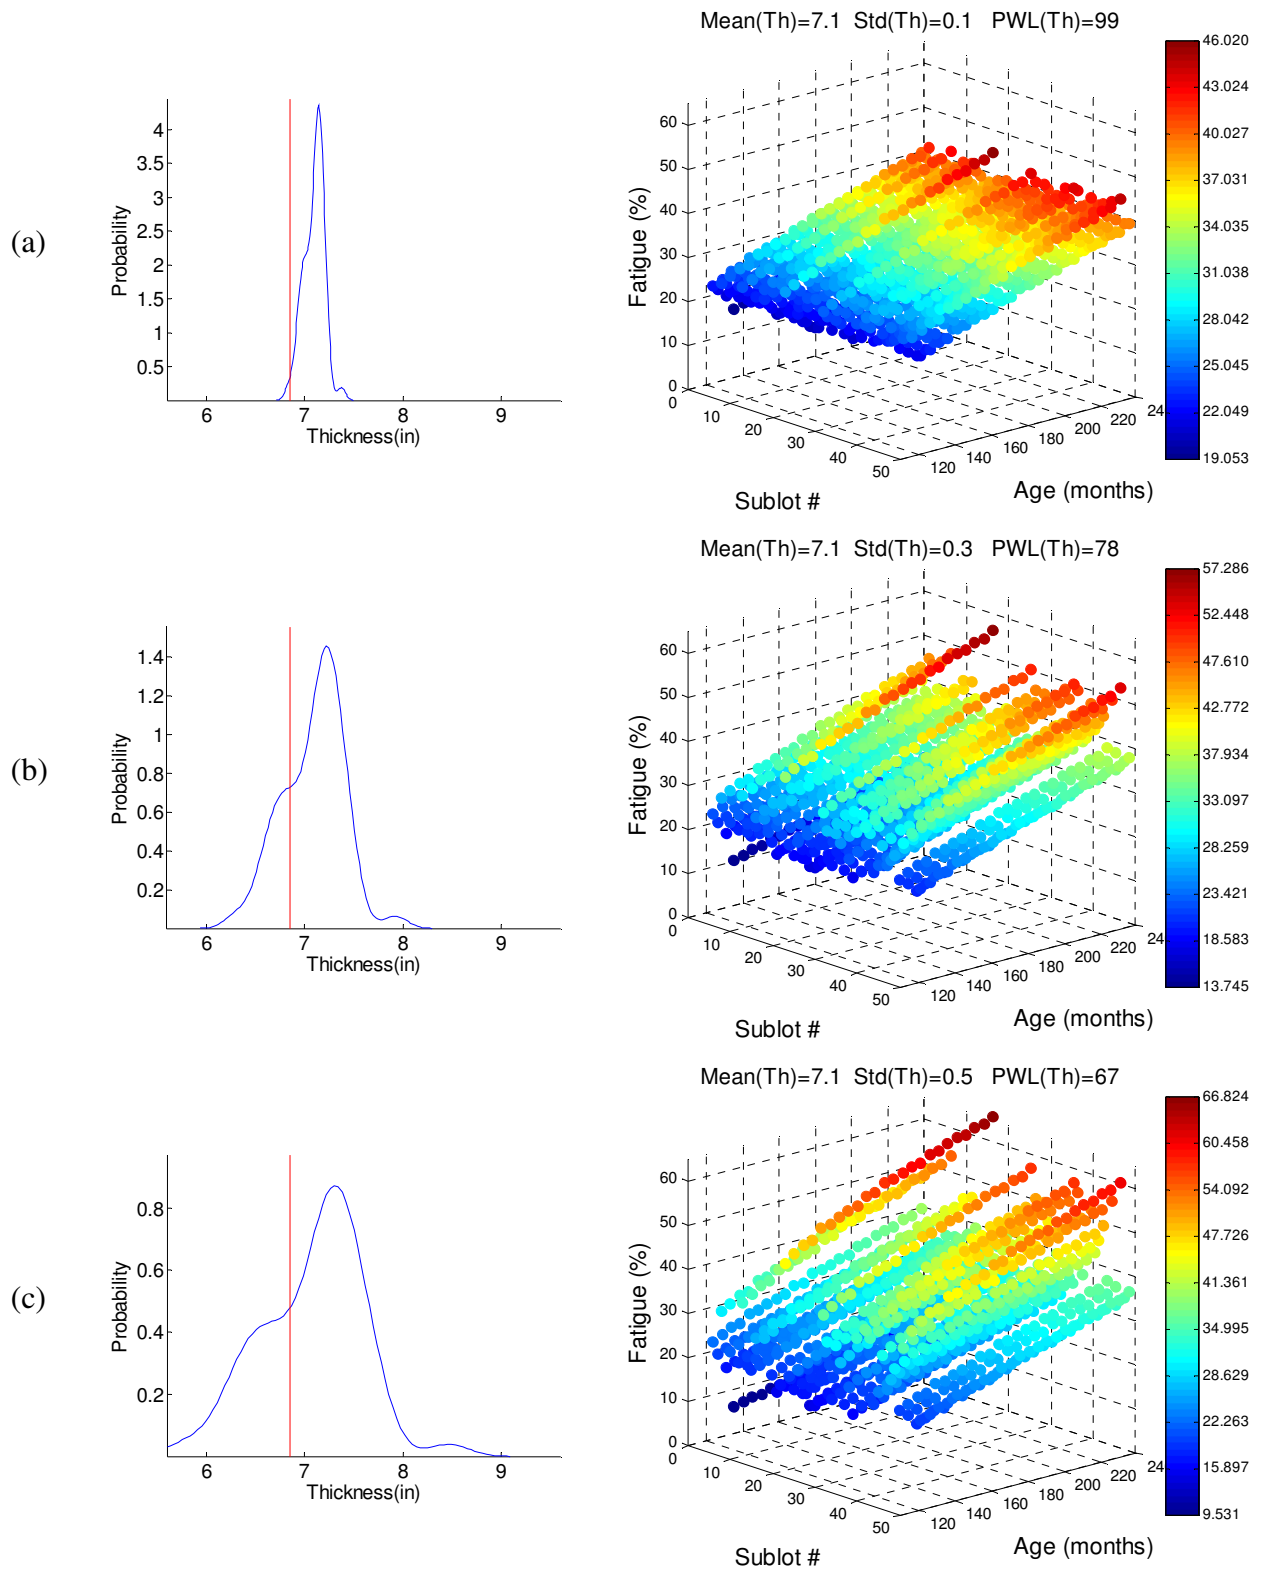 Mean(Th)=7.1 Std(Th)=0.1 PWL(Th)=99
(a)
Probability
4
3.5
3
2.5
2
1.5
1
0.5
6 7 8 9
Thickness(in)
Fatigue (%)
60
50
40
30
20
10
0
0 10 20 30 40 50
Sublot #
120 140 160 180 200 220 24
Age (months)
46.020
43.024
40.027
37.031
34.035
31.038
28.042
25.045
22.049
19.053
Mean(Th)=7.1 Std(Th)=0.3 PWL(Th)=78
(b)
Probability
1.4
1.2
1
0.8
0.6
0.4
0.2
6 7 8 9
Thickness(in)
Fatigue (%)
60
50
40
30
20
10
0
0 10 20 30 40 50
Sublot #
120 140 160 180 200 220 24
Age (months)
57.286
52.448
47.610
42.772
37.934
33.097
28.259
23.421
18.583
13.745
Mean(Th)=7.1 Std(Th)=0.5 PWL(Th)=67
(c)
Probability
0.8
0.6
0.4
0.2
6 7 8 9
Thickness(in)
Fatigue (%)
60
50
40
30
20
10
0
0 10 20 30 40 50
Sublot #
120 140 160 180 200 220 24
Age (months)
66.824
60.458
54.092
47.726
41.361
34.995
28.629
22.263
15.897
9.531